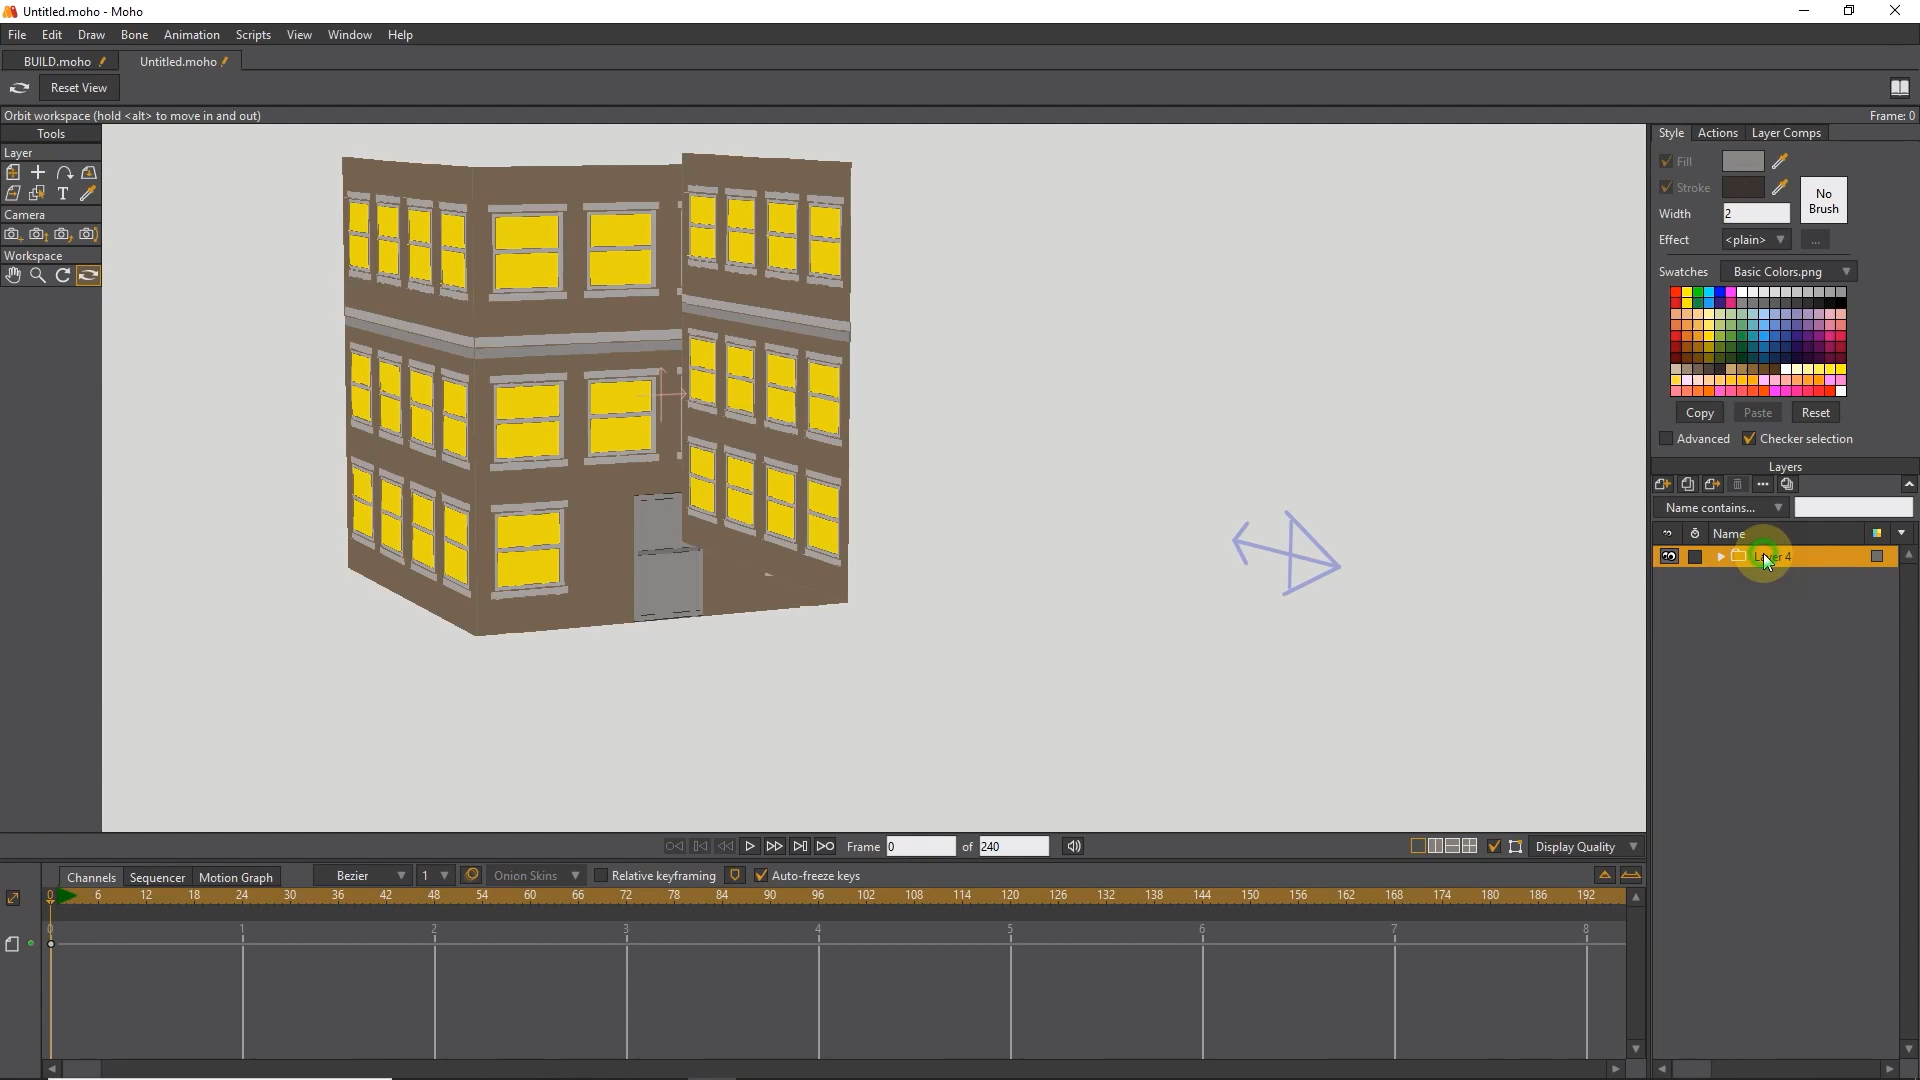 Untitled.moho - Moho
File Edit Draw Bone Animation Scripts View Window Help
BUILD.moho Untitled.moho
Reset View
Orbit workspace (hold <alt> to move in and out) Frame: 0
Tools
Layer
T
Camera
Workspace
Style Actions Layer Comps
Fill
Stroke
No Brush
Width 2
Effect <plain> ...
Swatches Basic Colors.png
Copy Paste Reset
Advanced Checker selection
Layers
Name contains...
Name
Layer 4
Frame 0 of 240 Display Quality
Channels Sequencer Motion Graph Bezier 1 Onion Skins Relative keyframing Auto-freeze keys
0 6 12 18 24 30 36 42 48 54 60 66 72 78 84 90 96 102 108 114 120 126 132 138 144 150 156 162 168 174 180 186 192
0 1 2 3 4 5 6 7 8